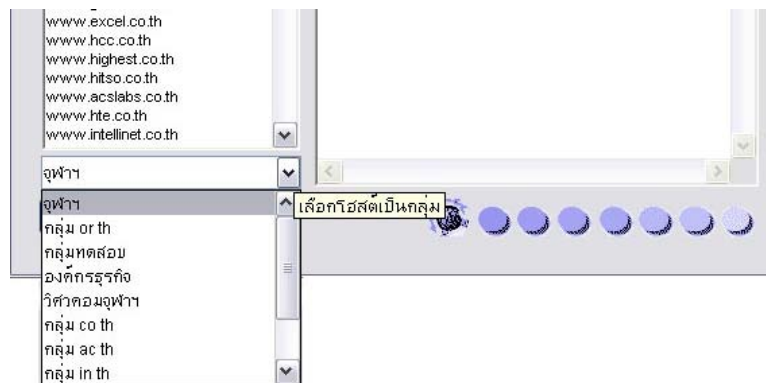 www.excel.co.th
www.hcc.co.th
www.highest.co.th
www.hitso.co.th
www.acslabs.co.th
www.hte.co.th
www.intellinet.co.th
จุฬาฯ
จุฬาฯ
เลือกโฮสต์เป็นกลุ่ม
กลุ่ม or th
กลุ่มทดสอบ
องค์กรธุรกิจ
วิศวคอมจุฬาฯ
กลุ่ม co th
กลุ่ม ac th
กลุ่ม in th